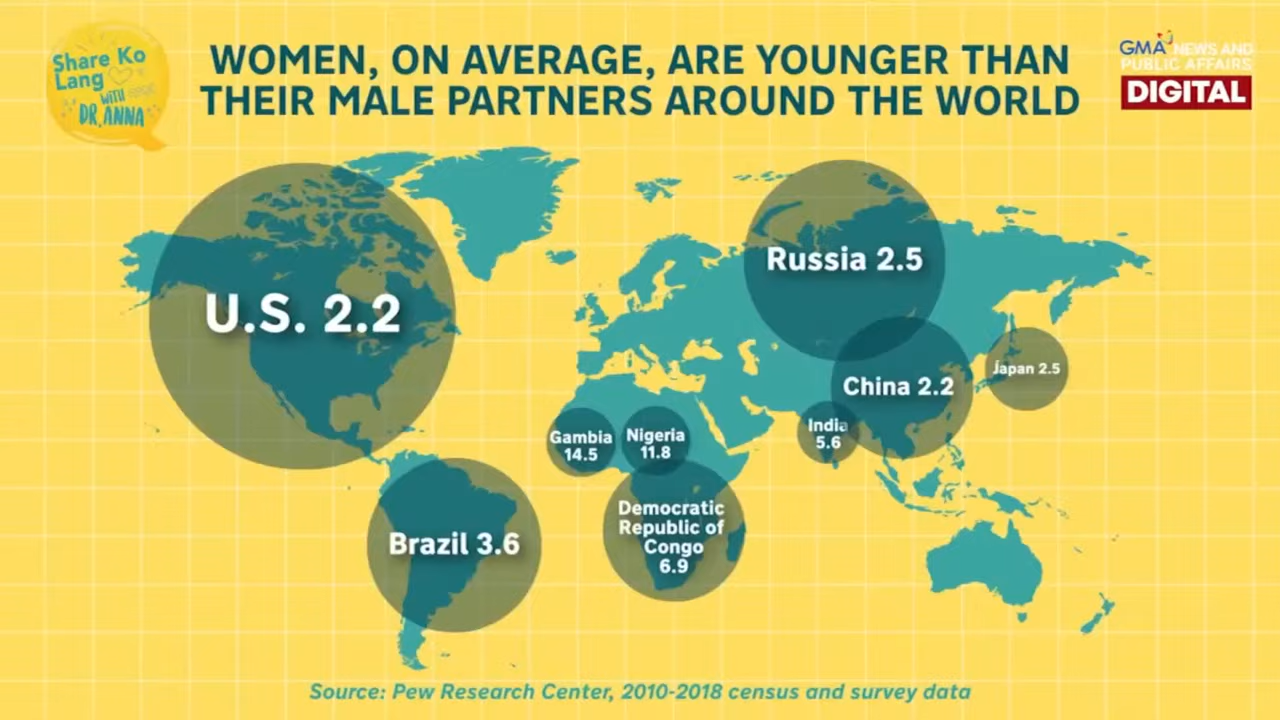 Share Ko
Lang
WITH
DR. ANNA
WOMEN, ON AVERAGE, ARE YOUNGER THAN
THEIR MALE PARTNERS AROUND THE WORLD
GMA NEWS AND
PUBLIC AFFAIRS
DIGITAL
U.S. 2.2
Russia 2.5
China 2.2
Japan 2.5
India
5.6
Gambia
14.5
Nigeria
11.8
Democratic
Republic of
Congo
6.9
Brazil 3.6
Source: Pew Research Center, 2010-2018 census and survey data